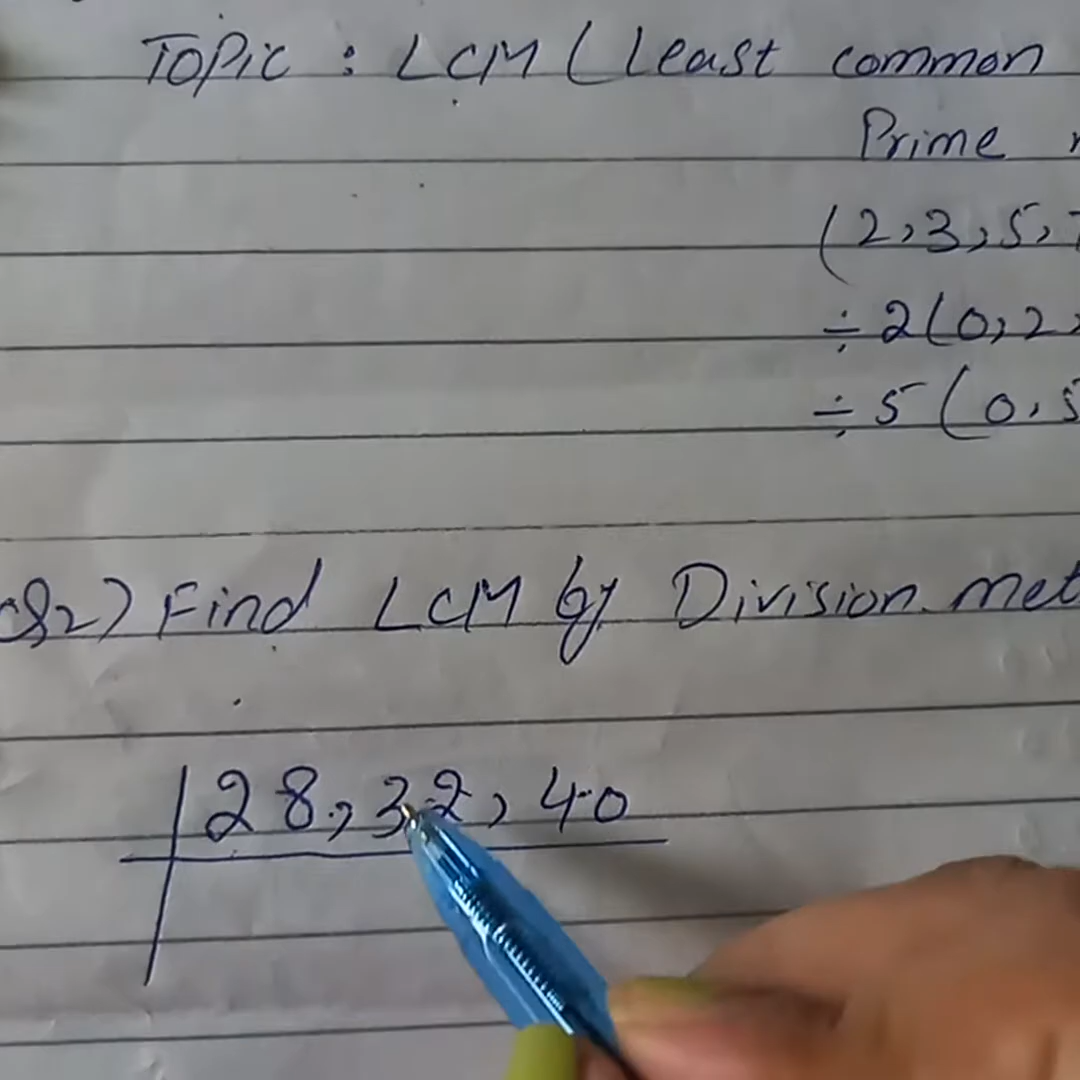 Topic : LCM ( Least common
Prime
(2,3,5,
÷ 2(0,2,
÷ 5 (0,5
Q2) Find LCM by Division
28, 32, 40